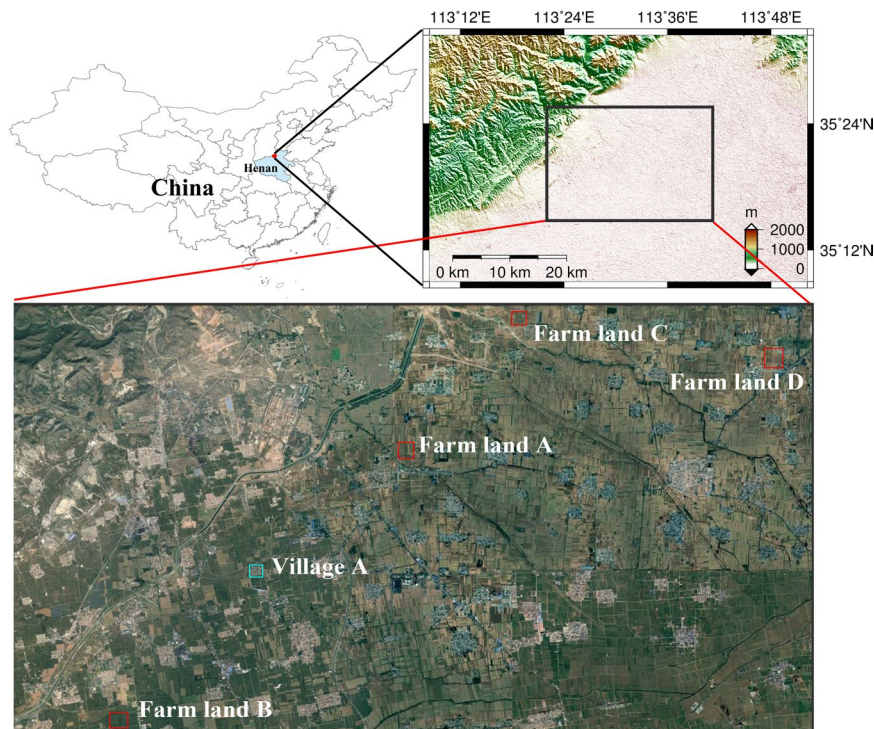 113°12'E 113°24'E 113°36'E 113°48'E
35°24'N
35°12'N
Henan
China
m
2000
1000
0
0 km 10 km 20 km
Farm land C
Farm land D
Farm land A
Village A
Farm land B